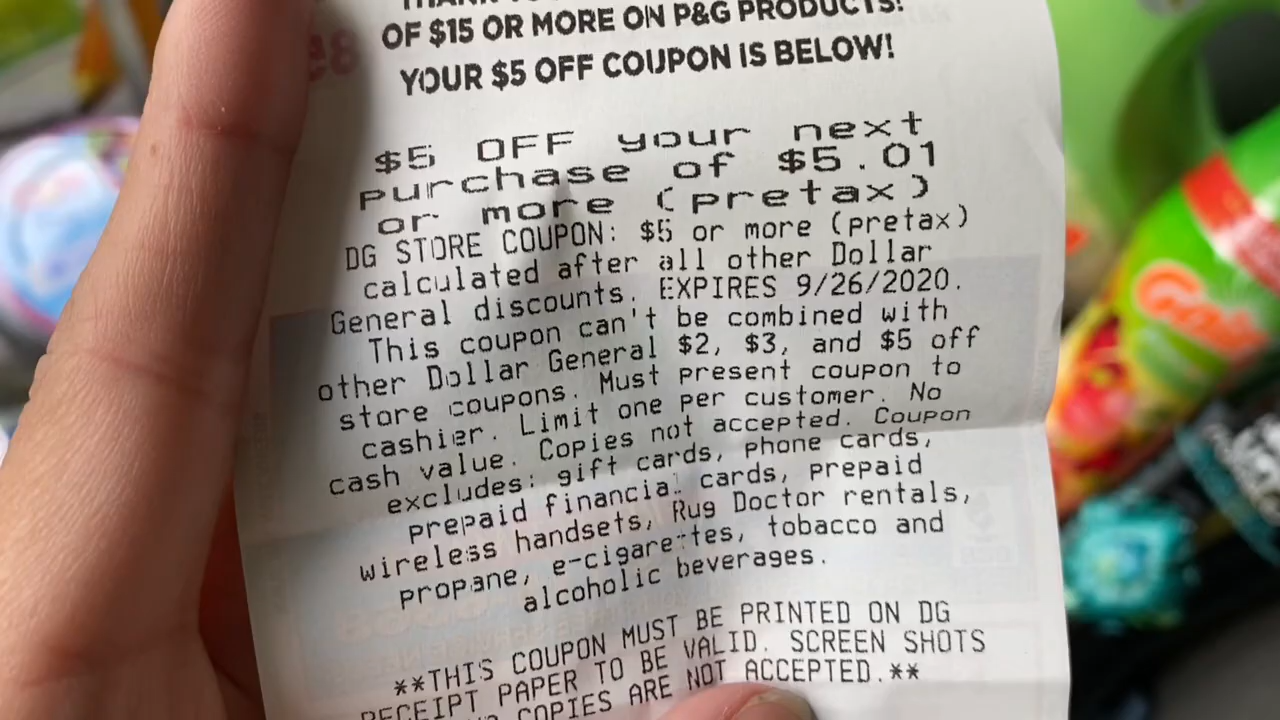 OF $15 OR MORE ON P&G PRODUCTS!
YOUR $5 OFF COUPON IS BELOW!
$5 OFF your next
purchase of $5.01
or more (pretax)
DG STORE COUPON: $5 or more (pretax)
calculated after all other Dollar
General discounts. EXPIRES 9/26/2020.
This coupon can't be combined with
other Dollar General $2, $3, and $5 off
store coupons. Must present coupon to
cashier. Limit one per customer. No
cash value. Copies not accepted. Coupon
excludes: gift cards, phone cards,
prepaid financial cards, prepaid
wireless handsets, Rug Doctor rentals,
propane, e-cigarettes, tobacco and
alcoholic beverages.
**THIS COUPON MUST BE PRINTED ON DG
RECEIPT PAPER TO BE VALID. SCREEN SHOTS
COPIES ARE NOT ACCEPTED.**
Gain